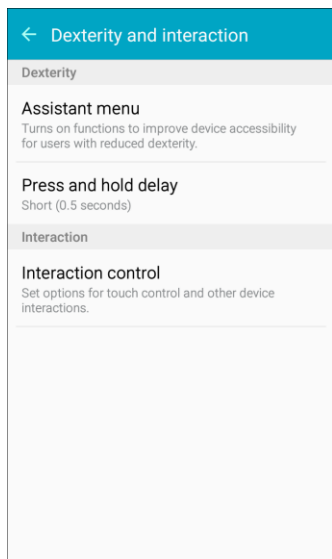 Dexterity and interaction
Dexterity
Assistant menu
Turns on functions to improve device accessibility
for users with reduced dexterity.
Press and hold delay
Short (0.5 seconds)
Interaction
Interaction control
Set options for touch control and other device
interactions.